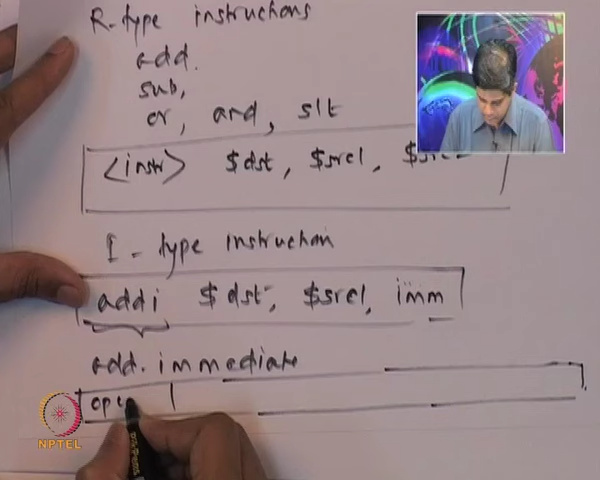 R-type instructions
add.
sub,
or, and, slt
<instr> $dst, $src1,
I - type instruction
addi $dst, $src1, imm
add. immediate
opc
NPTEL